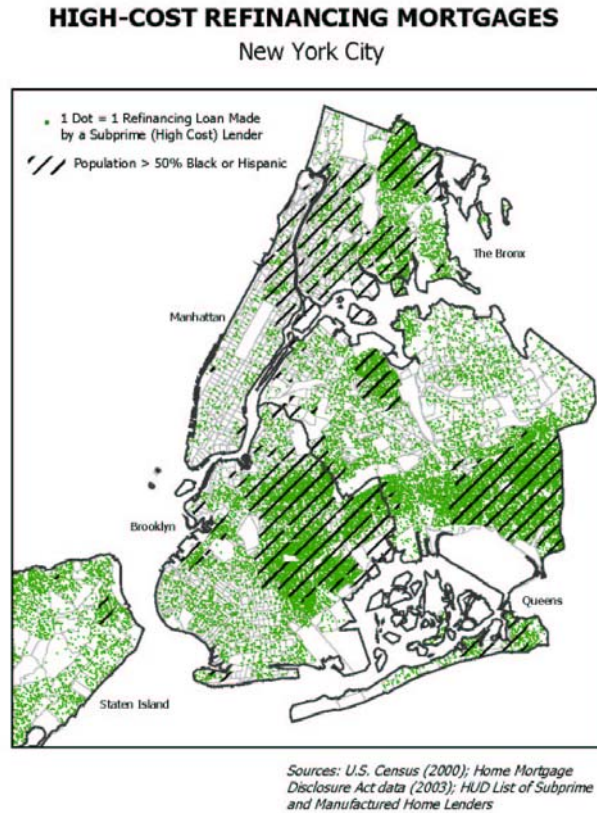 HIGH-COST REFINANCING MORTGAGES
New York City
1 Dot = 1 Refinancing Loan Made
by a Subprime (High Cost) Lender
Population > 50% Black or Hispanic
The Bronx
Manhattan
Brooklyn
Queens
Staten Island
Sources: U.S. Census (2000); Home Mortgage
Disclosure Act data (2003); HUD List of Subprime
and Manufactured Home Lenders